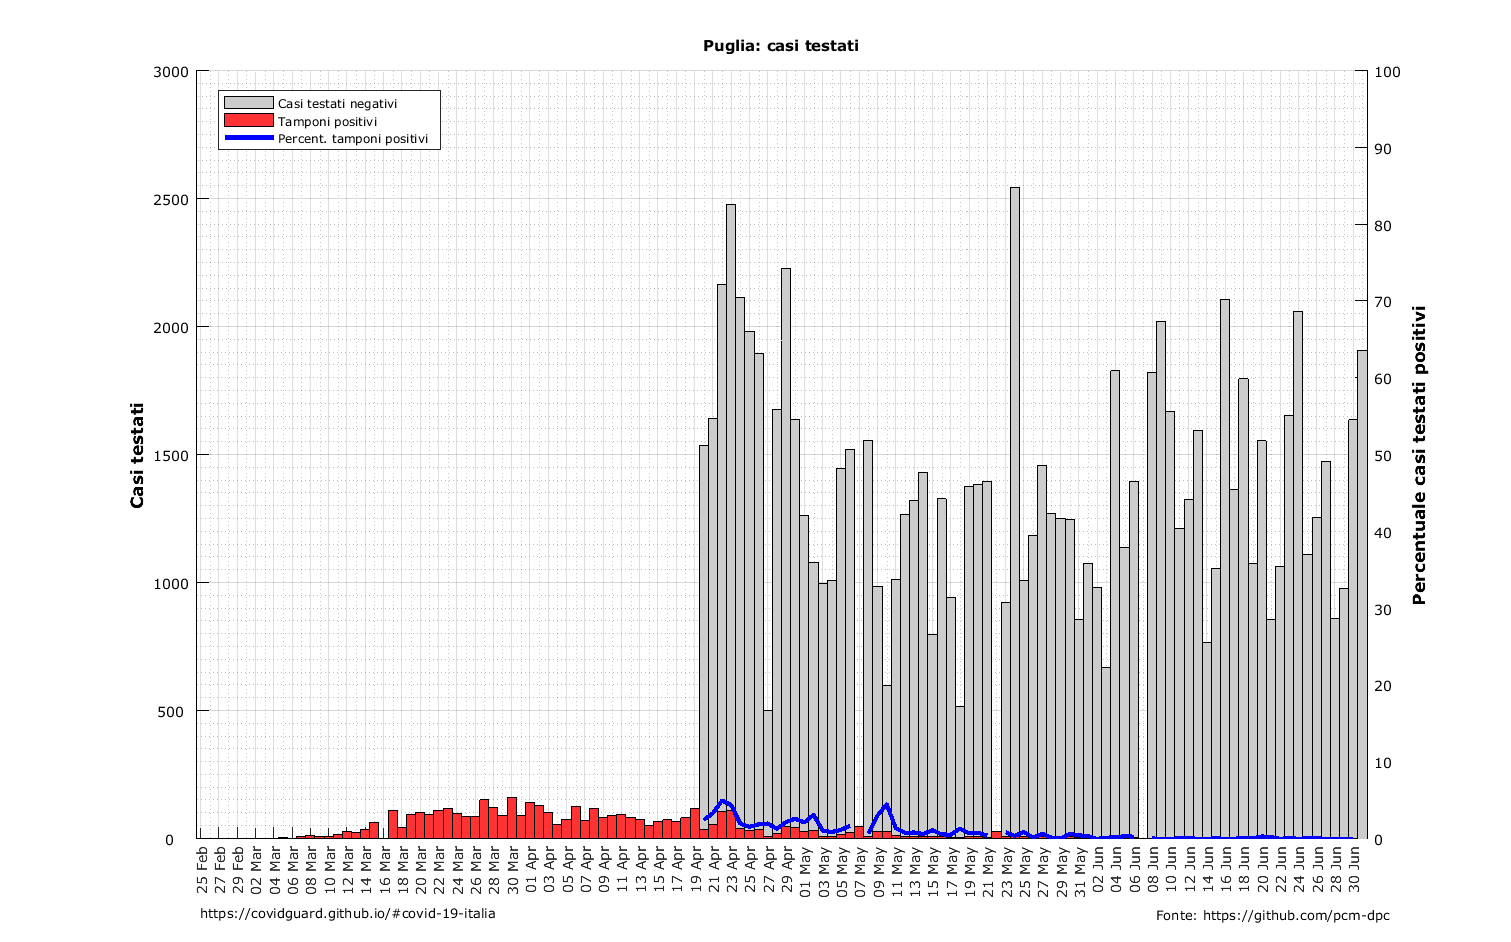 Puglia: casi testati
Casi testati negativi
Tamponi positivi
Percent. tamponi positivi
Casi testati
3000
2500
2000
1500
1000
500
0
Percentuale casi testati positivi
100
90
80
70
60
50
40
30
20
10
0
25 Feb
27 Feb
29 Feb
02 Mar
04 Mar
06 Mar
08 Mar
10 Mar
12 Mar
14 Mar
16 Mar
18 Mar
20 Mar
22 Mar
24 Mar
26 Mar
28 Mar
30 Mar
01 Apr
03 Apr
05 Apr
07 Apr
09 Apr
11 Apr
13 Apr
15 Apr
17 Apr
19 Apr
21 Apr
23 Apr
25 Apr
27 Apr
29 Apr
01 May
03 May
05 May
07 May
09 May
11 May
13 May
15 May
17 May
19 May
21 May
23 May
25 May
27 May
29 May
31 May
02 Jun
04 Jun
06 Jun
08 Jun
10 Jun
12 Jun
14 Jun
16 Jun
18 Jun
20 Jun
22 Jun
24 Jun
26 Jun
28 Jun
30 Jun
https://covidguard.github.io/#covid-19-italia
Fonte: https://github.com/pcm-dpc